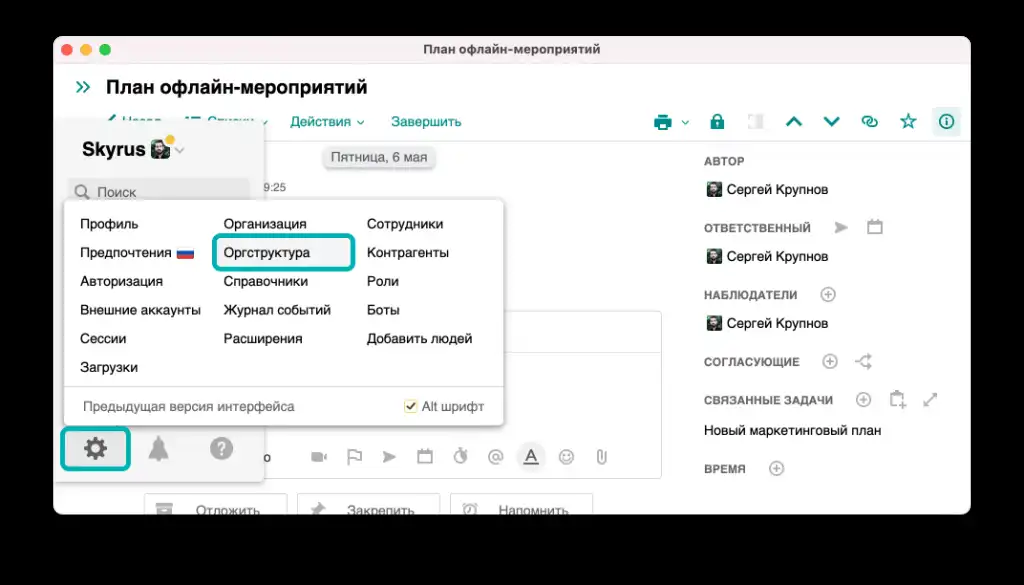 План офлайн-мероприятий
План офлайн-мероприятий
Назад Списки Действия Завершить
Skyrus
Поиск
Пятница, 6 мая
9:25
Профиль Организация Сотрудники
Предпочтения Оргструктура Контрагенты
Авторизация Справочники Роли
Внешние аккаунты Журнал событий Боты
Сессии Расширения Добавить людей
Загрузки
Предыдущая версия интерфейса Alt шрифт
о
Отложить Закрепить Напомнить
АВТОР
Сергей Крупнов
ОТВЕТСТВЕННЫЙ
Сергей Крупнов
НАБЛЮДАТЕЛИ
Сергей Крупнов
СОГЛАСУЮЩИЕ
СВЯЗАННЫЕ ЗАДАЧИ
Новый маркетинговый план
ВРЕМЯ